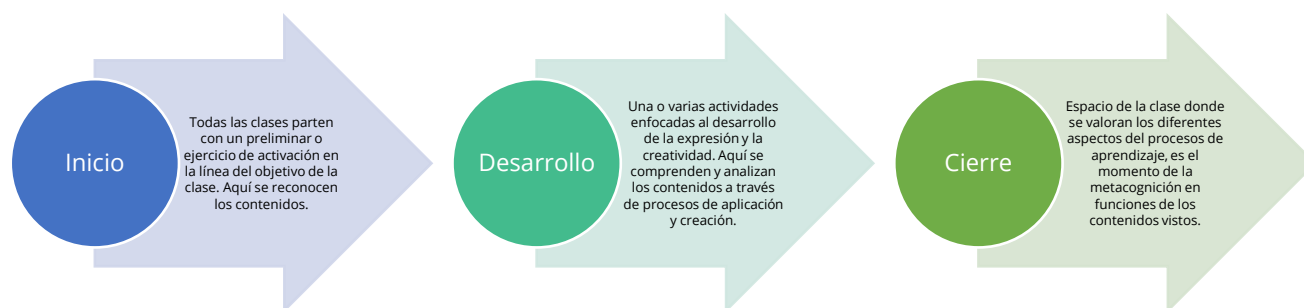 Inicio
Todas las clases parten
con un preliminar o
ejercicio de activación en
la línea del objetivo de la
clase. Aquí se reconocen
los contenidos.
Desarrollo
Una o varias actividades
enfocadas al desarrollo
de la expresión y la
creatividad. Aquí se
comprenden y analizan
los contenidos a través
de procesos de aplicación
y creación.
Cierre
Espacio de la clase donde
se valoran los diferentes
aspectos del procesos de
aprendizaje, es el
momento de la
metacognición en
funciones de los
contenidos vistos.